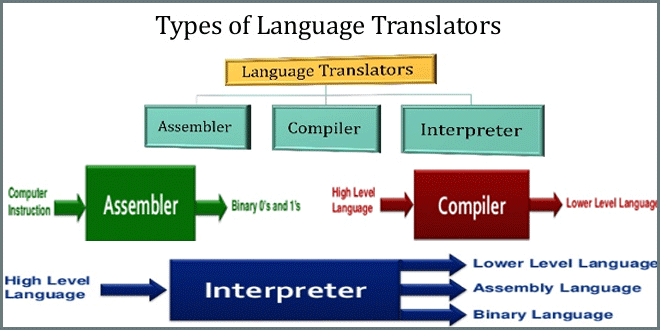 Types of Language Translators
Language Translators
Assembler
Compiler
Interpreter
Computer
Instruction
Assembler
Binary 0's and 1's
High Level
Language
Compiler
Lower Level Language
High Level
Language
Interpreter
Lower Level Language
Assembly Language
Binary Language